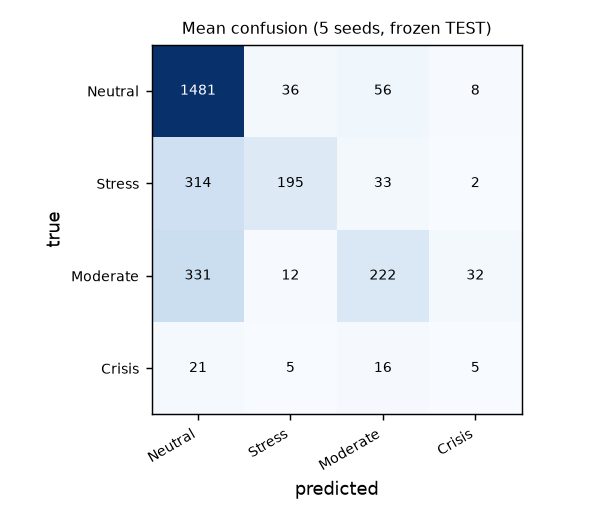 Mean confusion (5 seeds, frozen TEST)
Neutral 1481 36 56 8
Stress 314 195 33 2
true
Moderate 331 12 222 32
Crisis 21 5 16 5
Neutral Stress Moderate Crisis
predicted